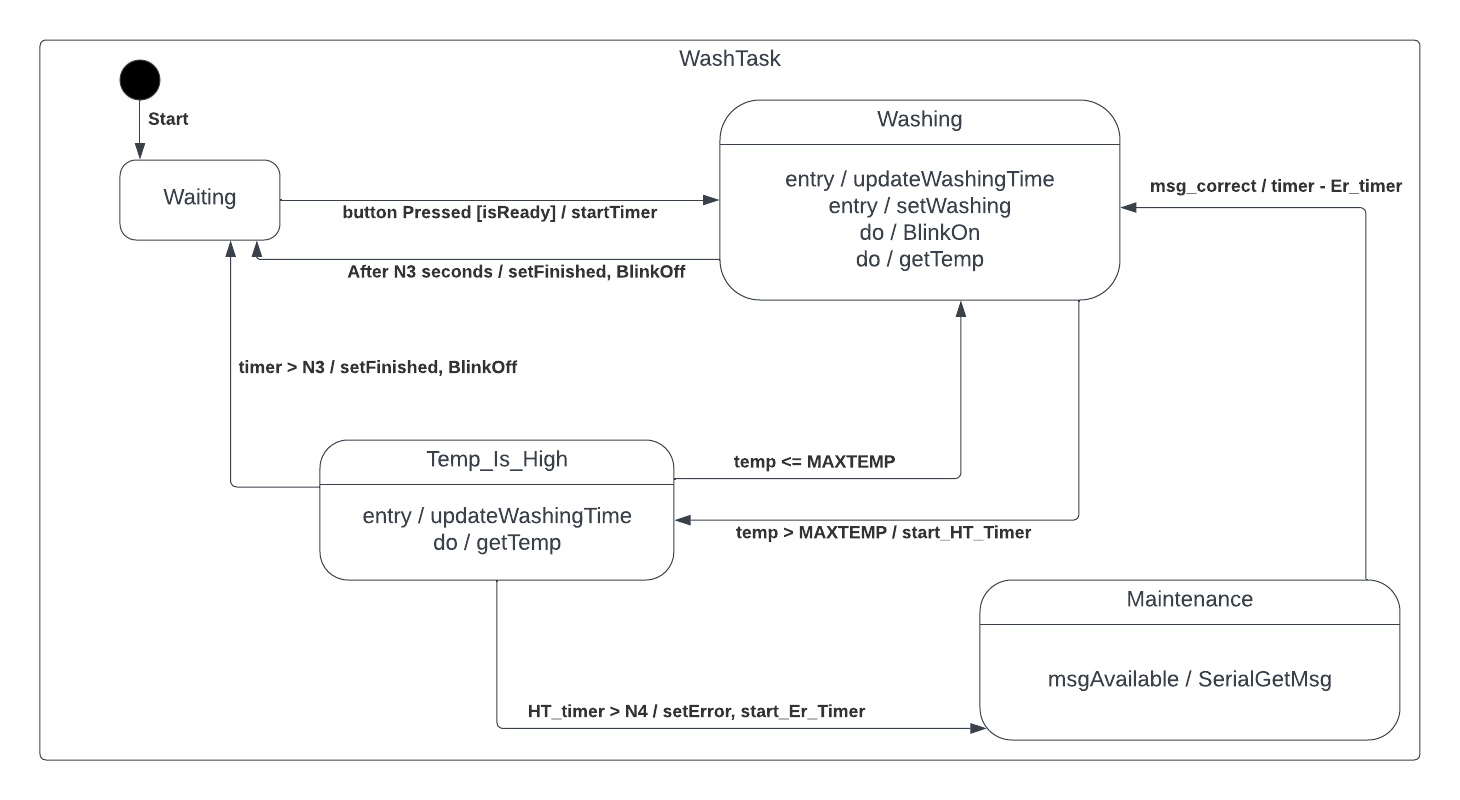 WashTask
Start
Washing
entry / updateWashingTime
entry / setWashing
do / BlinkOn
do / getTemp
msg_correct / timer - Er_timer
Waiting
button Pressed [isReady] / startTimer
After N3 seconds / setFinished, BlinkOff
timer > N3 / setFinished, BlinkOff
Temp_Is_High
entry / updateWashingTime
do / getTemp
temp <= MAXTEMP
temp > MAXTEMP / start_HT_Timer
Maintenance
msgAvailable / SerialGetMsg
HT_timer > N4 / setError, start_Er_Timer